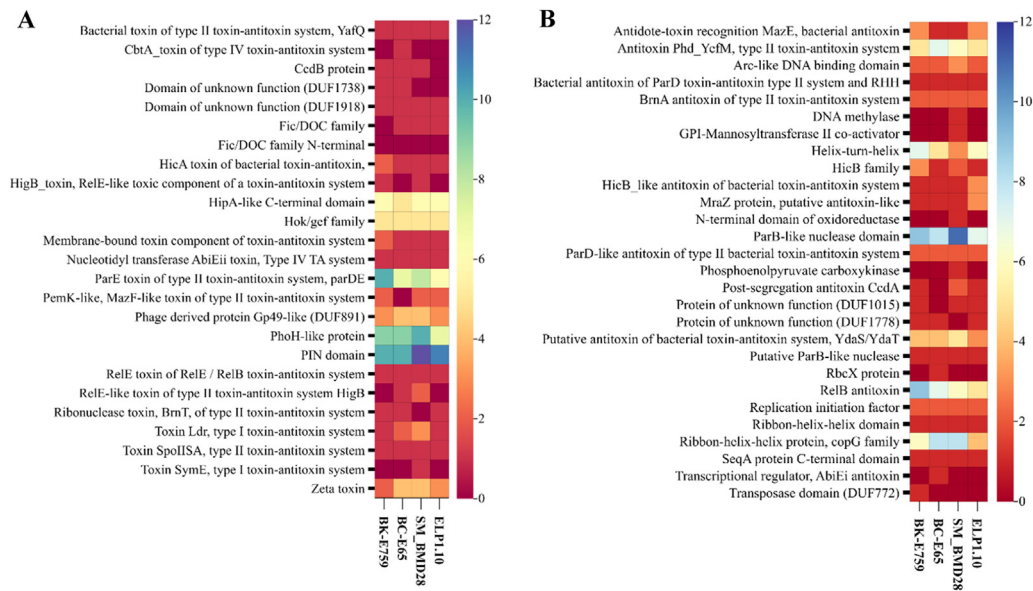 A
Bacterial toxin of type II toxin-antitoxin system, YafQ
CbtA_toxin of type IV toxin-antitoxin system
CcdB protein
Domain of unknown function (DUF1738)
Domain of unknown function (DUF1918)
Fic/DOC family
Fic/DOC family N-terminal
HicA toxin of bacterial toxin-antitoxin,
HigB_toxin, RelE-like toxic component of a toxin-antitoxin system
HipA-like C-terminal domain
Hok/gef family
Membrane-bound toxin component of toxin-antitoxin system
Nucleotidyl transferase AbiEii toxin, Type IV TA system
ParE toxin of type II toxin-antitoxin system, parDE
PemK-like, MazF-like toxin of type II toxin-antitoxin system
Phage derived protein Gp49-like (DUF891)
PhoH-like protein
PIN domain
RelE toxin of RelE / RelB toxin-antitoxin system
RelE-like toxin of type II toxin-antitoxin system HigB
Ribonuclease toxin, BrnT, of type II toxin-antitoxin system
Toxin Ldr, type I toxin-antitoxin system
Toxin SpoIISA, type II toxin-antitoxin system
Toxin SymE, type I toxin-antitoxin system
Zeta toxin
BK-E759
BC-E65
SM_BMD28
ELP1.10
12
10
8
6
4
2
0
B
Antidote-toxin recognition MazE, bacterial antitoxin
Antitoxin Phd_YefM, type II toxin-antitoxin system
Arc-like DNA binding domain
Bacterial antitoxin of ParD toxin-antitoxin type II system and RHH
BrnA antitoxin of type II toxin-antitoxin system
DNA methylase
GPI-Mannosyltransferase II co-activator
Helix-turn-helix
HicB family
HicB_like antitoxin of bacterial toxin-antitoxin system
MraZ protein, putative antitoxin-like
N-terminal domain of oxidoreductase
ParB-like nuclease domain
ParD-like antitoxin of type II bacterial toxin-antitoxin system
Phosphoenolpyruvate carboxykinase
Post-segregation antitoxin CcdA
Protein of unknown function (DUF1015)
Protein of unknown function (DUF1778)
Putative antitoxin of bacterial toxin-antitoxin system, YdaS/YdaT
Putative ParB-like nuclease
RbcX protein
RelB antitoxin
Replication initiation factor
Ribbon-helix-helix domain
Ribbon-helix-helix protein, copG family
SeqA protein C-terminal domain
Transcriptional regulator, AbiEi antitoxin
Transposase domain (DUF772)
BK-E759
BC-E65
SM_BMD28
ELP1.10
12
10
8
6
4
2
0